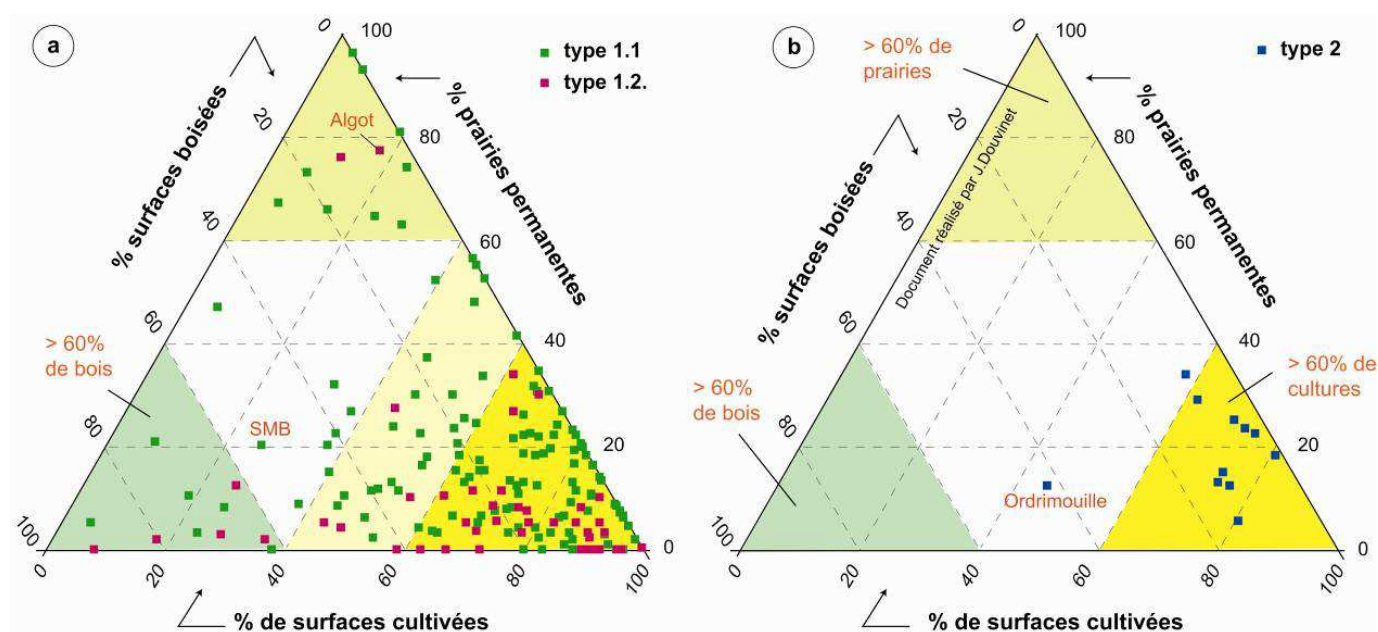 a
type 1.1
type 1.2.
% surfaces boisées
% prairies permanentes
% de surfaces cultivées
Algot
SMB
> 60%
de bois
0
20
40
60
80
100
100
80
60
40
20
0
0
20
40
60
80
100
b
type 2
> 60% de
prairies
% surfaces boisées
% prairies permanentes
% de surfaces cultivées
Document réalisé par J.Douvinet
> 60% de
cultures
> 60%
de bois
Ordrimouille
0
20
40
60
80
100
100
80
60
40
20
0
0
20
40
60
80
100